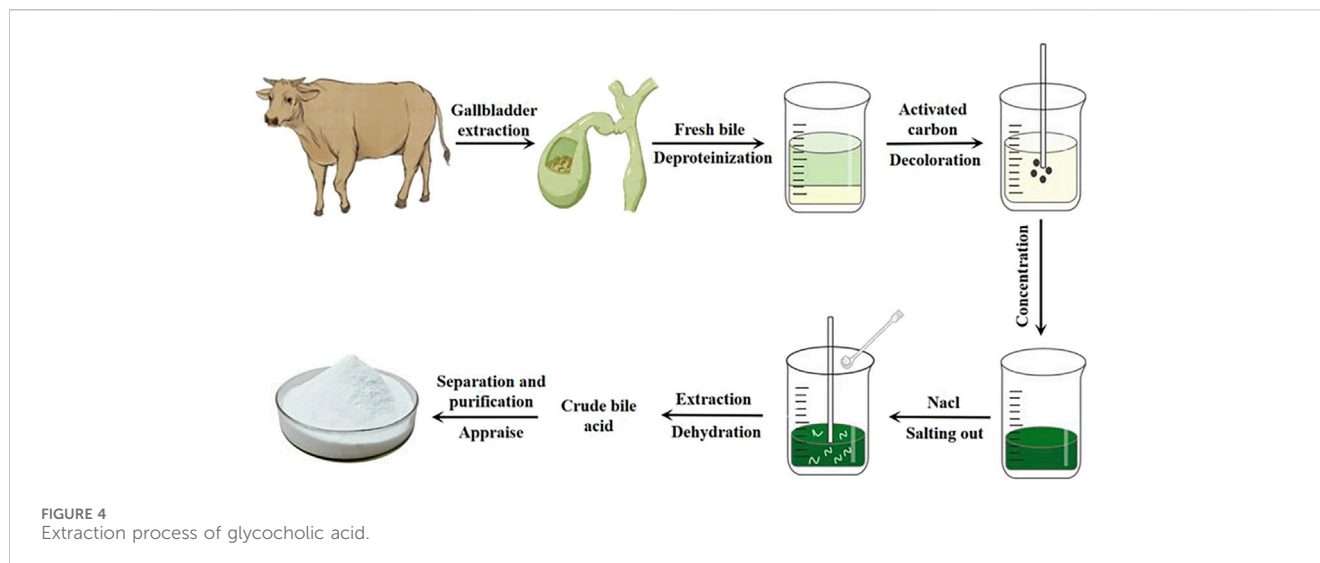 Gallbladder
extraction
Fresh bile
Deproteinization
Activated
carbon
Decoloration
Concentration
Nacl
Salting out
Extraction
Dehydration
Crude bile
acid
Separation and
purification
Appraise
FIGURE 4
Extraction process of glycocholic acid.